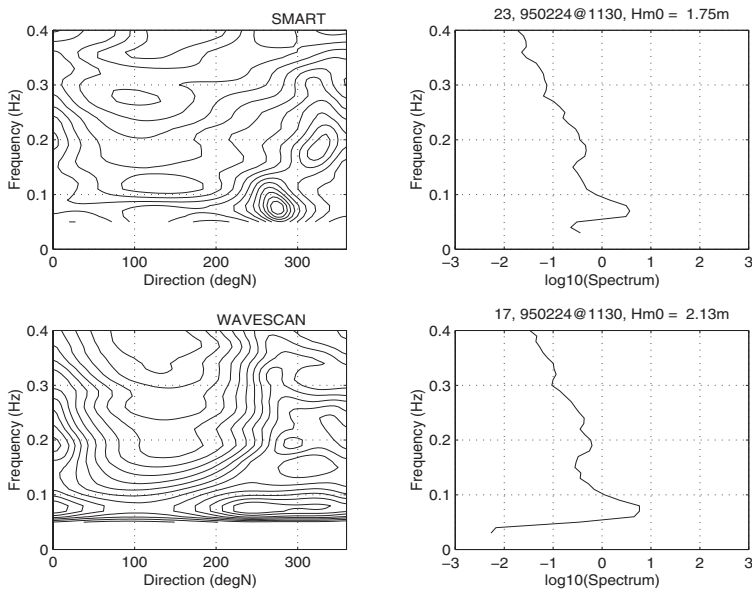 SMART
0.4
0.3
0.2
0.1
0
Frequency (Hz)
0 100 200 300
Direction (degN)
23, 950224@1130, Hm0 = 1.75m
0.4
0.3
0.2
0.1
0
Frequency (Hz)
−3 −2 −1 0 1 2 3
log10(Spectrum)
WAVESCAN
0.4
0.3
0.2
0.1
0
Frequency (Hz)
0 100 200 300
Direction (degN)
17, 950224@1130, Hm0 = 2.13m
0.4
0.3
0.2
0.1
0
Frequency (Hz)
−3 −2 −1 0 1 2 3
log10(Spectrum)